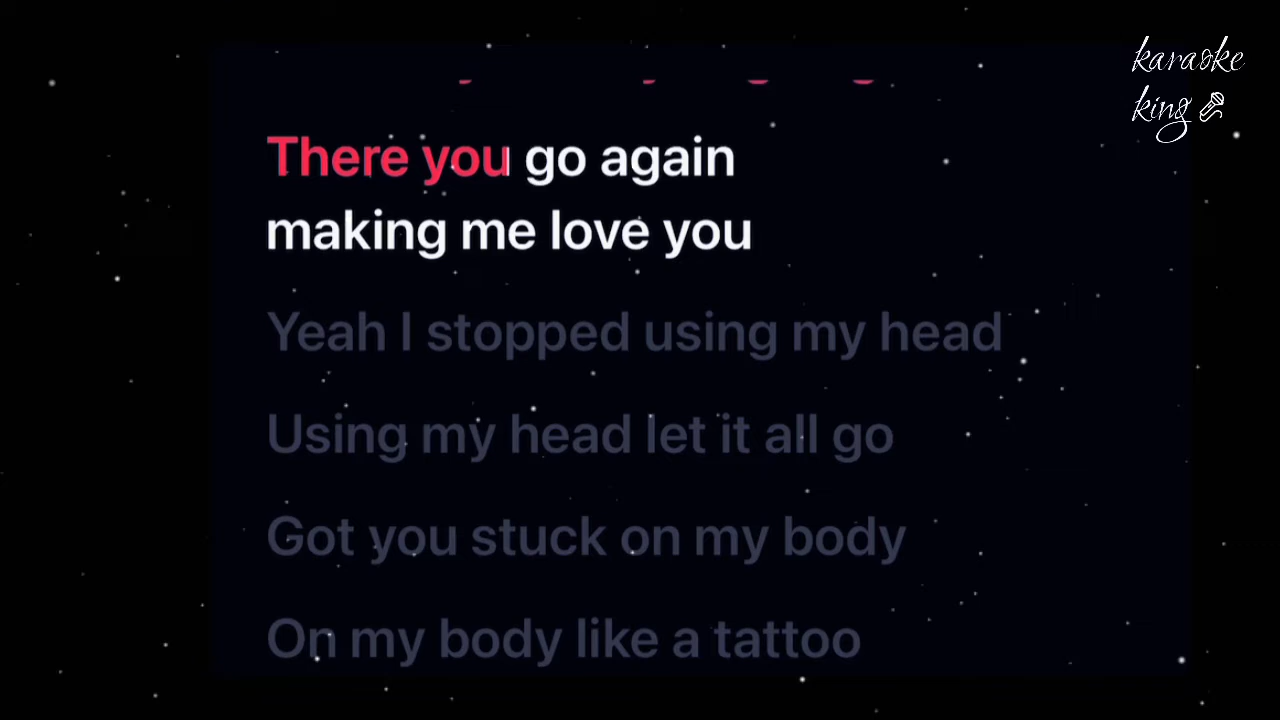 karaoke
king
There you go again
making me love you
Yeah I stopped using my head
Using my head let it all go
Got you stuck on my body
On my body like a tattoo